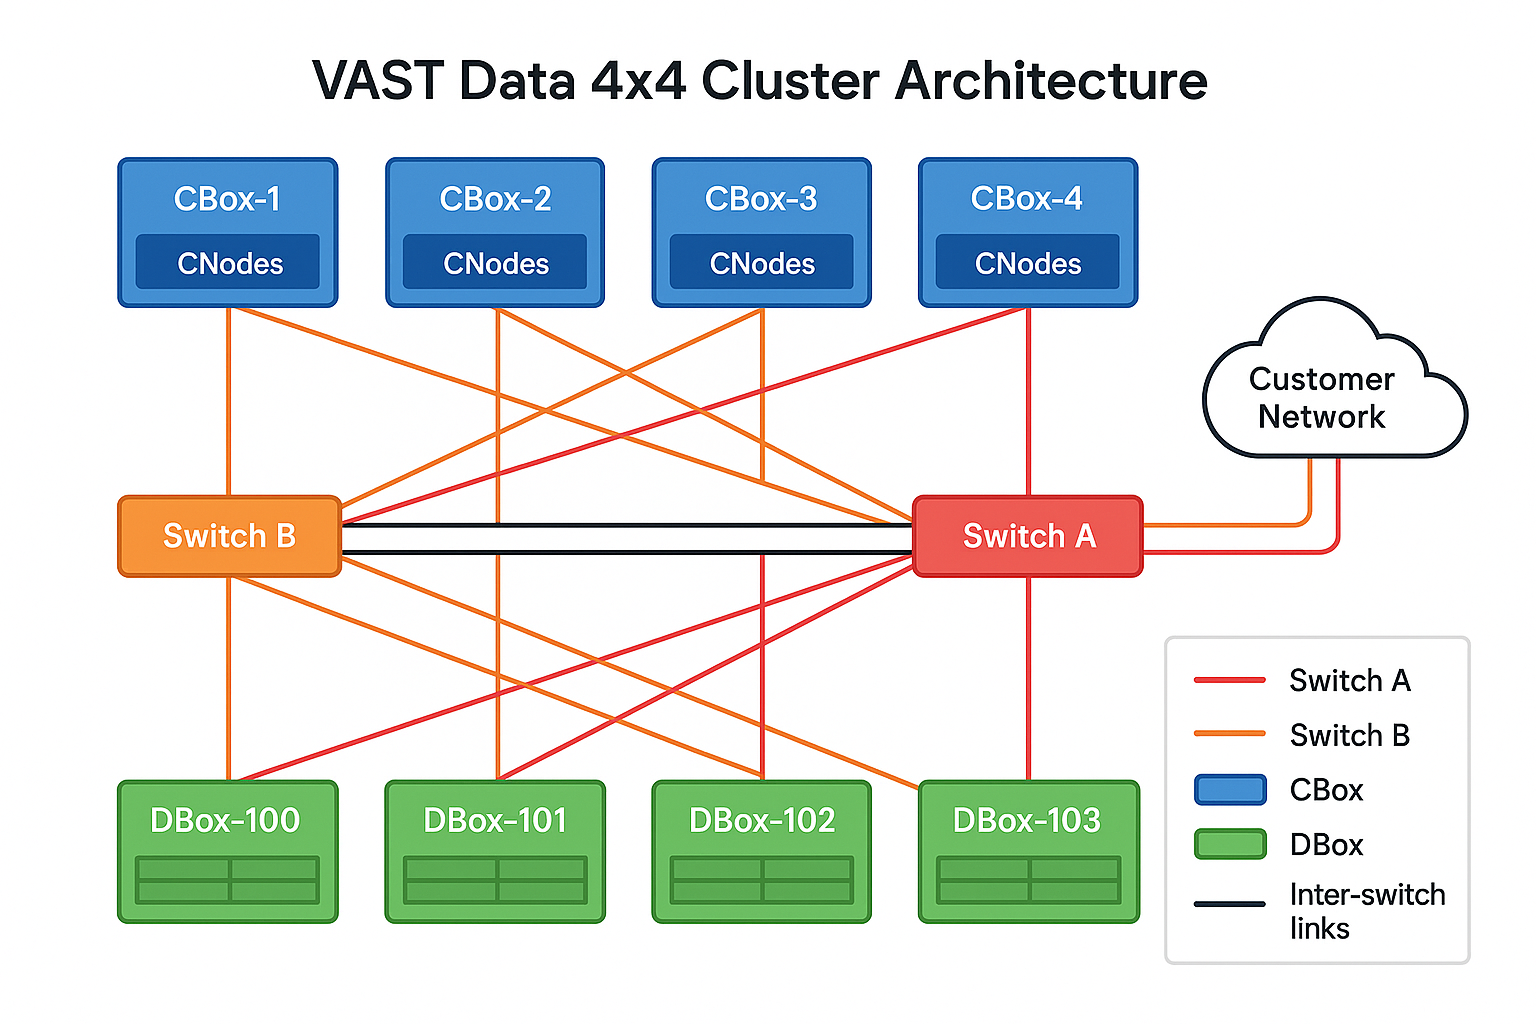 VAST Data 4x4 Cluster Architecture
CBox-1
CNodes
CBox-2
CNodes
CBox-3
CNodes
CBox-4
CNodes
Customer
Network
Switch B
Switch A
DBox-100
DBox-101
DBox-102
DBox-103
Switch A
Switch B
CBox
DBox
Inter-switch
links